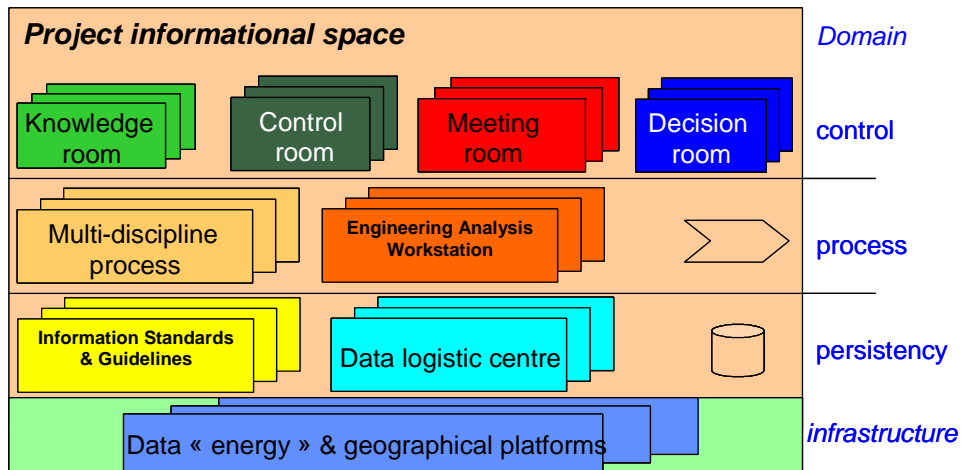 Project informational space
Domain
Knowledge
room
Control
room
Meeting
room
Decision
room
control
Multi-discipline
process
Engineering Analysis
Workstation
process
Information Standards
& Guidelines
Data logistic centre
persistency
Data « energy » & geographical platforms
infrastructure